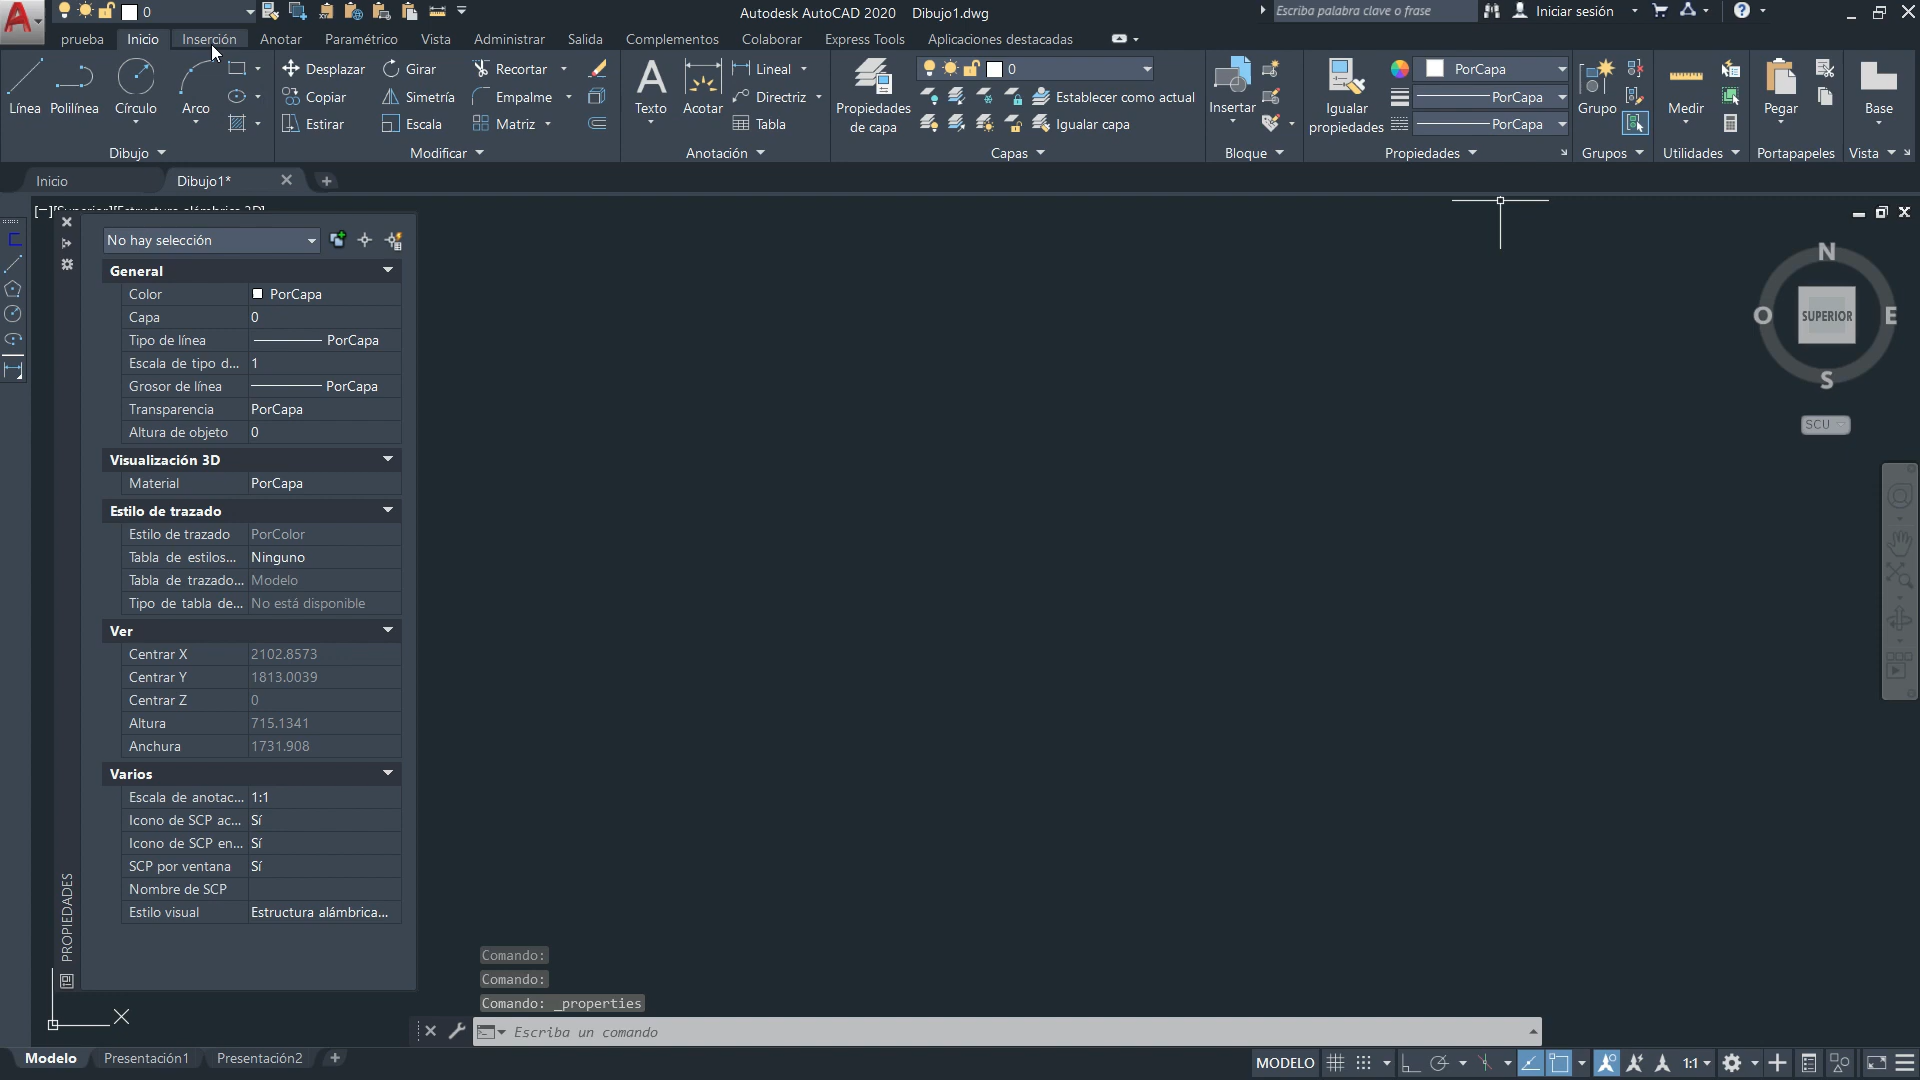 0
Autodesk AutoCAD 2020 Dibujo1.dwg
Escriba palabra clave o frase
Iniciar sesión
prueba Inicio Inserción Anotar Paramétrico Vista Administrar Salida Complementos Colaborar Express Tools Aplicaciones destacadas
Línea Polilínea Círculo Arco
Desplazar Girar Recortar
Copiar Simetría Empalme
Estirar Escala Matriz
Texto Acotar
Lineal
Directriz
Tabla
Propiedades de capa
0
Establecer como actual
Igualar capa
Insertar
Igualar propiedades
PorCapa
PorCapa
PorCapa
Grupo
Medir
Pegar
Base
Dibujo Modificar Anotación Capas Bloque Propiedades Grupos Utilidades Portapapeles Vista
Inicio Dibujo1*
No hay selección
General
Color PorCapa
Capa 0
Tipo de línea PorCapa
Escala de tipo d... 1
Grosor de línea PorCapa
Transparencia PorCapa
Altura de objeto 0
Visualización 3D
Material PorCapa
Estilo de trazado
Estilo de trazado PorColor
Tabla de estilos... Ninguno
Tabla de trazado... Modelo
Tipo de tabla de... No está disponible
Ver
Centrar X 2102.8573
Centrar Y 1813.0039
Centrar Z 0
Altura 715.1341
Anchura 1731.908
Varios
Escala de anotac... 1:1
Icono de SCP ac... Sí
Icono de SCP en... Sí
SCP por ventana Sí
Nombre de SCP
Estilo visual Estructura alámbrica...
PROPIEDADES
N
O SUPERIOR E
S
SCU
Comando:
Comando:
Comando: _properties
Escriba un comando
Modelo Presentación1 Presentación2
MODELO 1:1